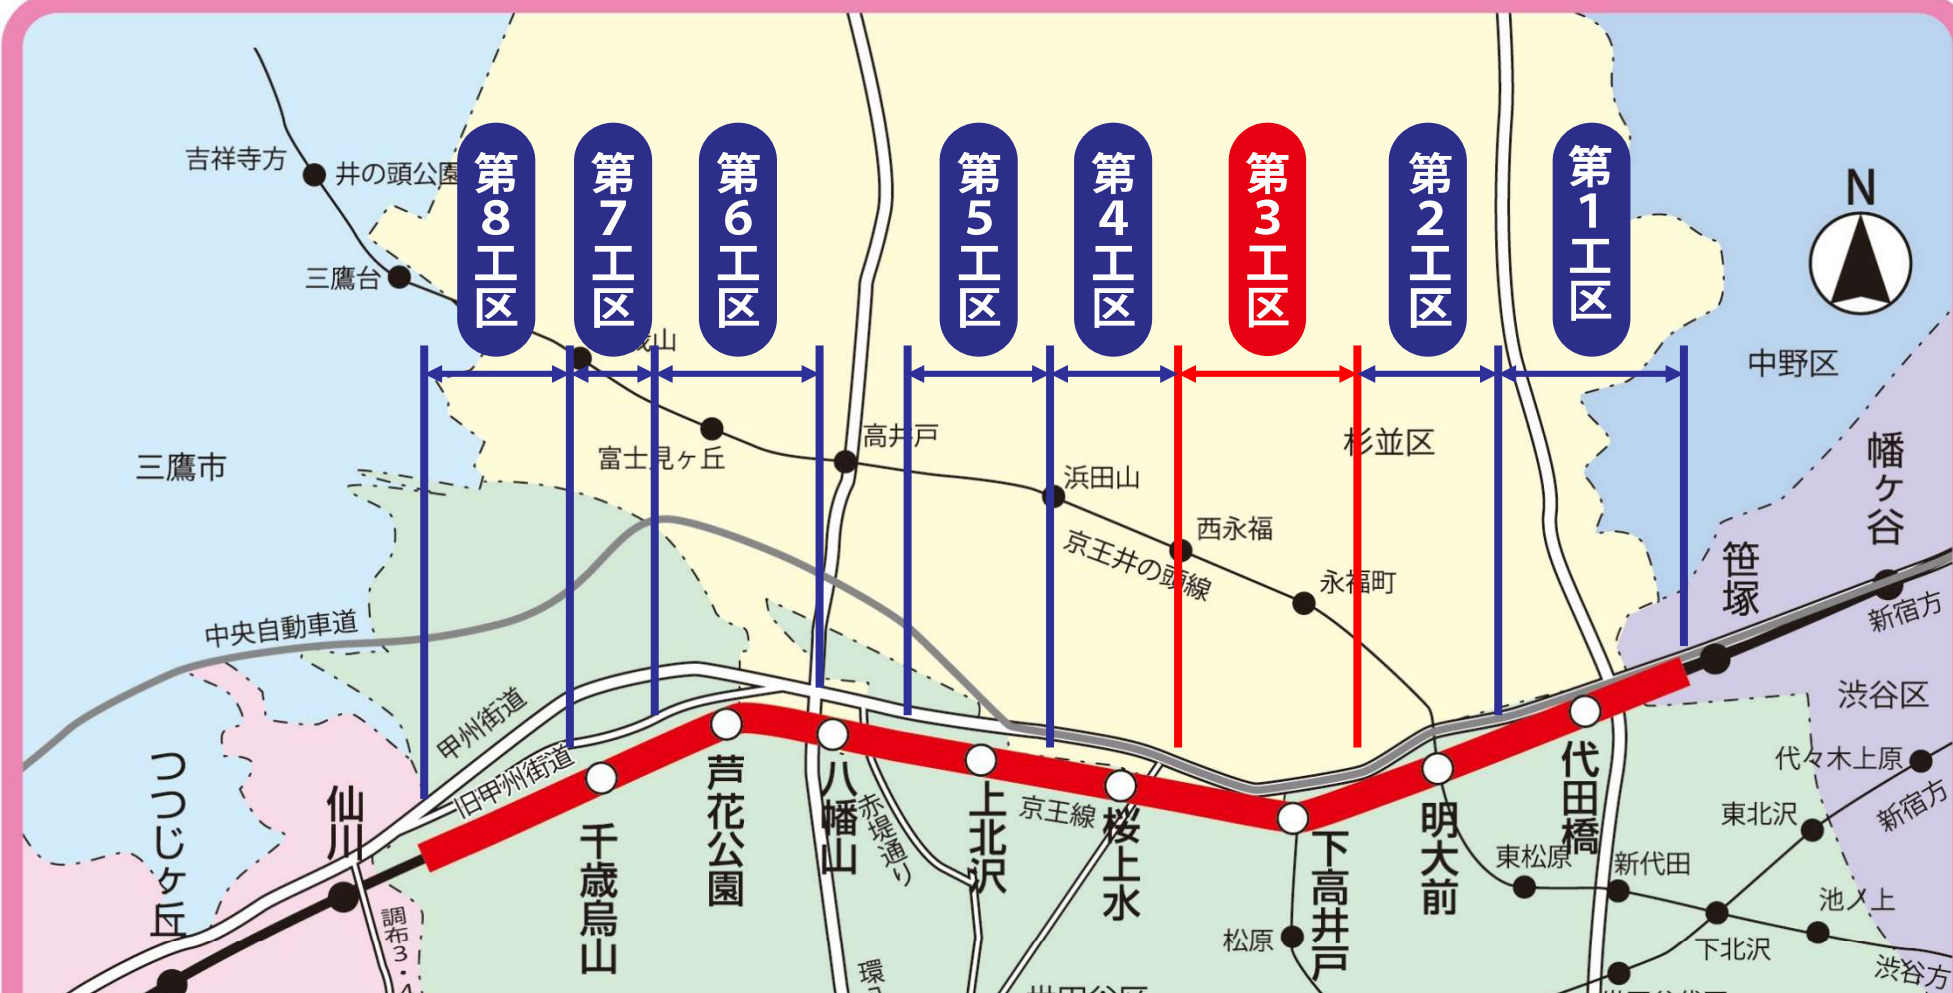 第8工区
第7工区
第6工区
第5工区
第4工区
第3工区
第2工区
第1工区
N
吉祥寺方
井の頭公園
三鷹台
山
富士見ヶ丘
高井戸
浜田山
西永福
京王井の頭線
永福町
杉並区
中野区
三鷹市
幡ヶ谷
笹塚
新宿方
渋谷区
中央自動車道
甲州街道
旧甲州街道
つつじヶ丘
仙川
千歳烏山
芦花公園
八幡山
赤堤通り
上北沢
京王線
桜上水
下高井戸
明大前
代田橋
代々木上原
新宿方
東北沢
東松原
新代田
池ノ上
下北沢
渋谷方
松原
調布3・4
環